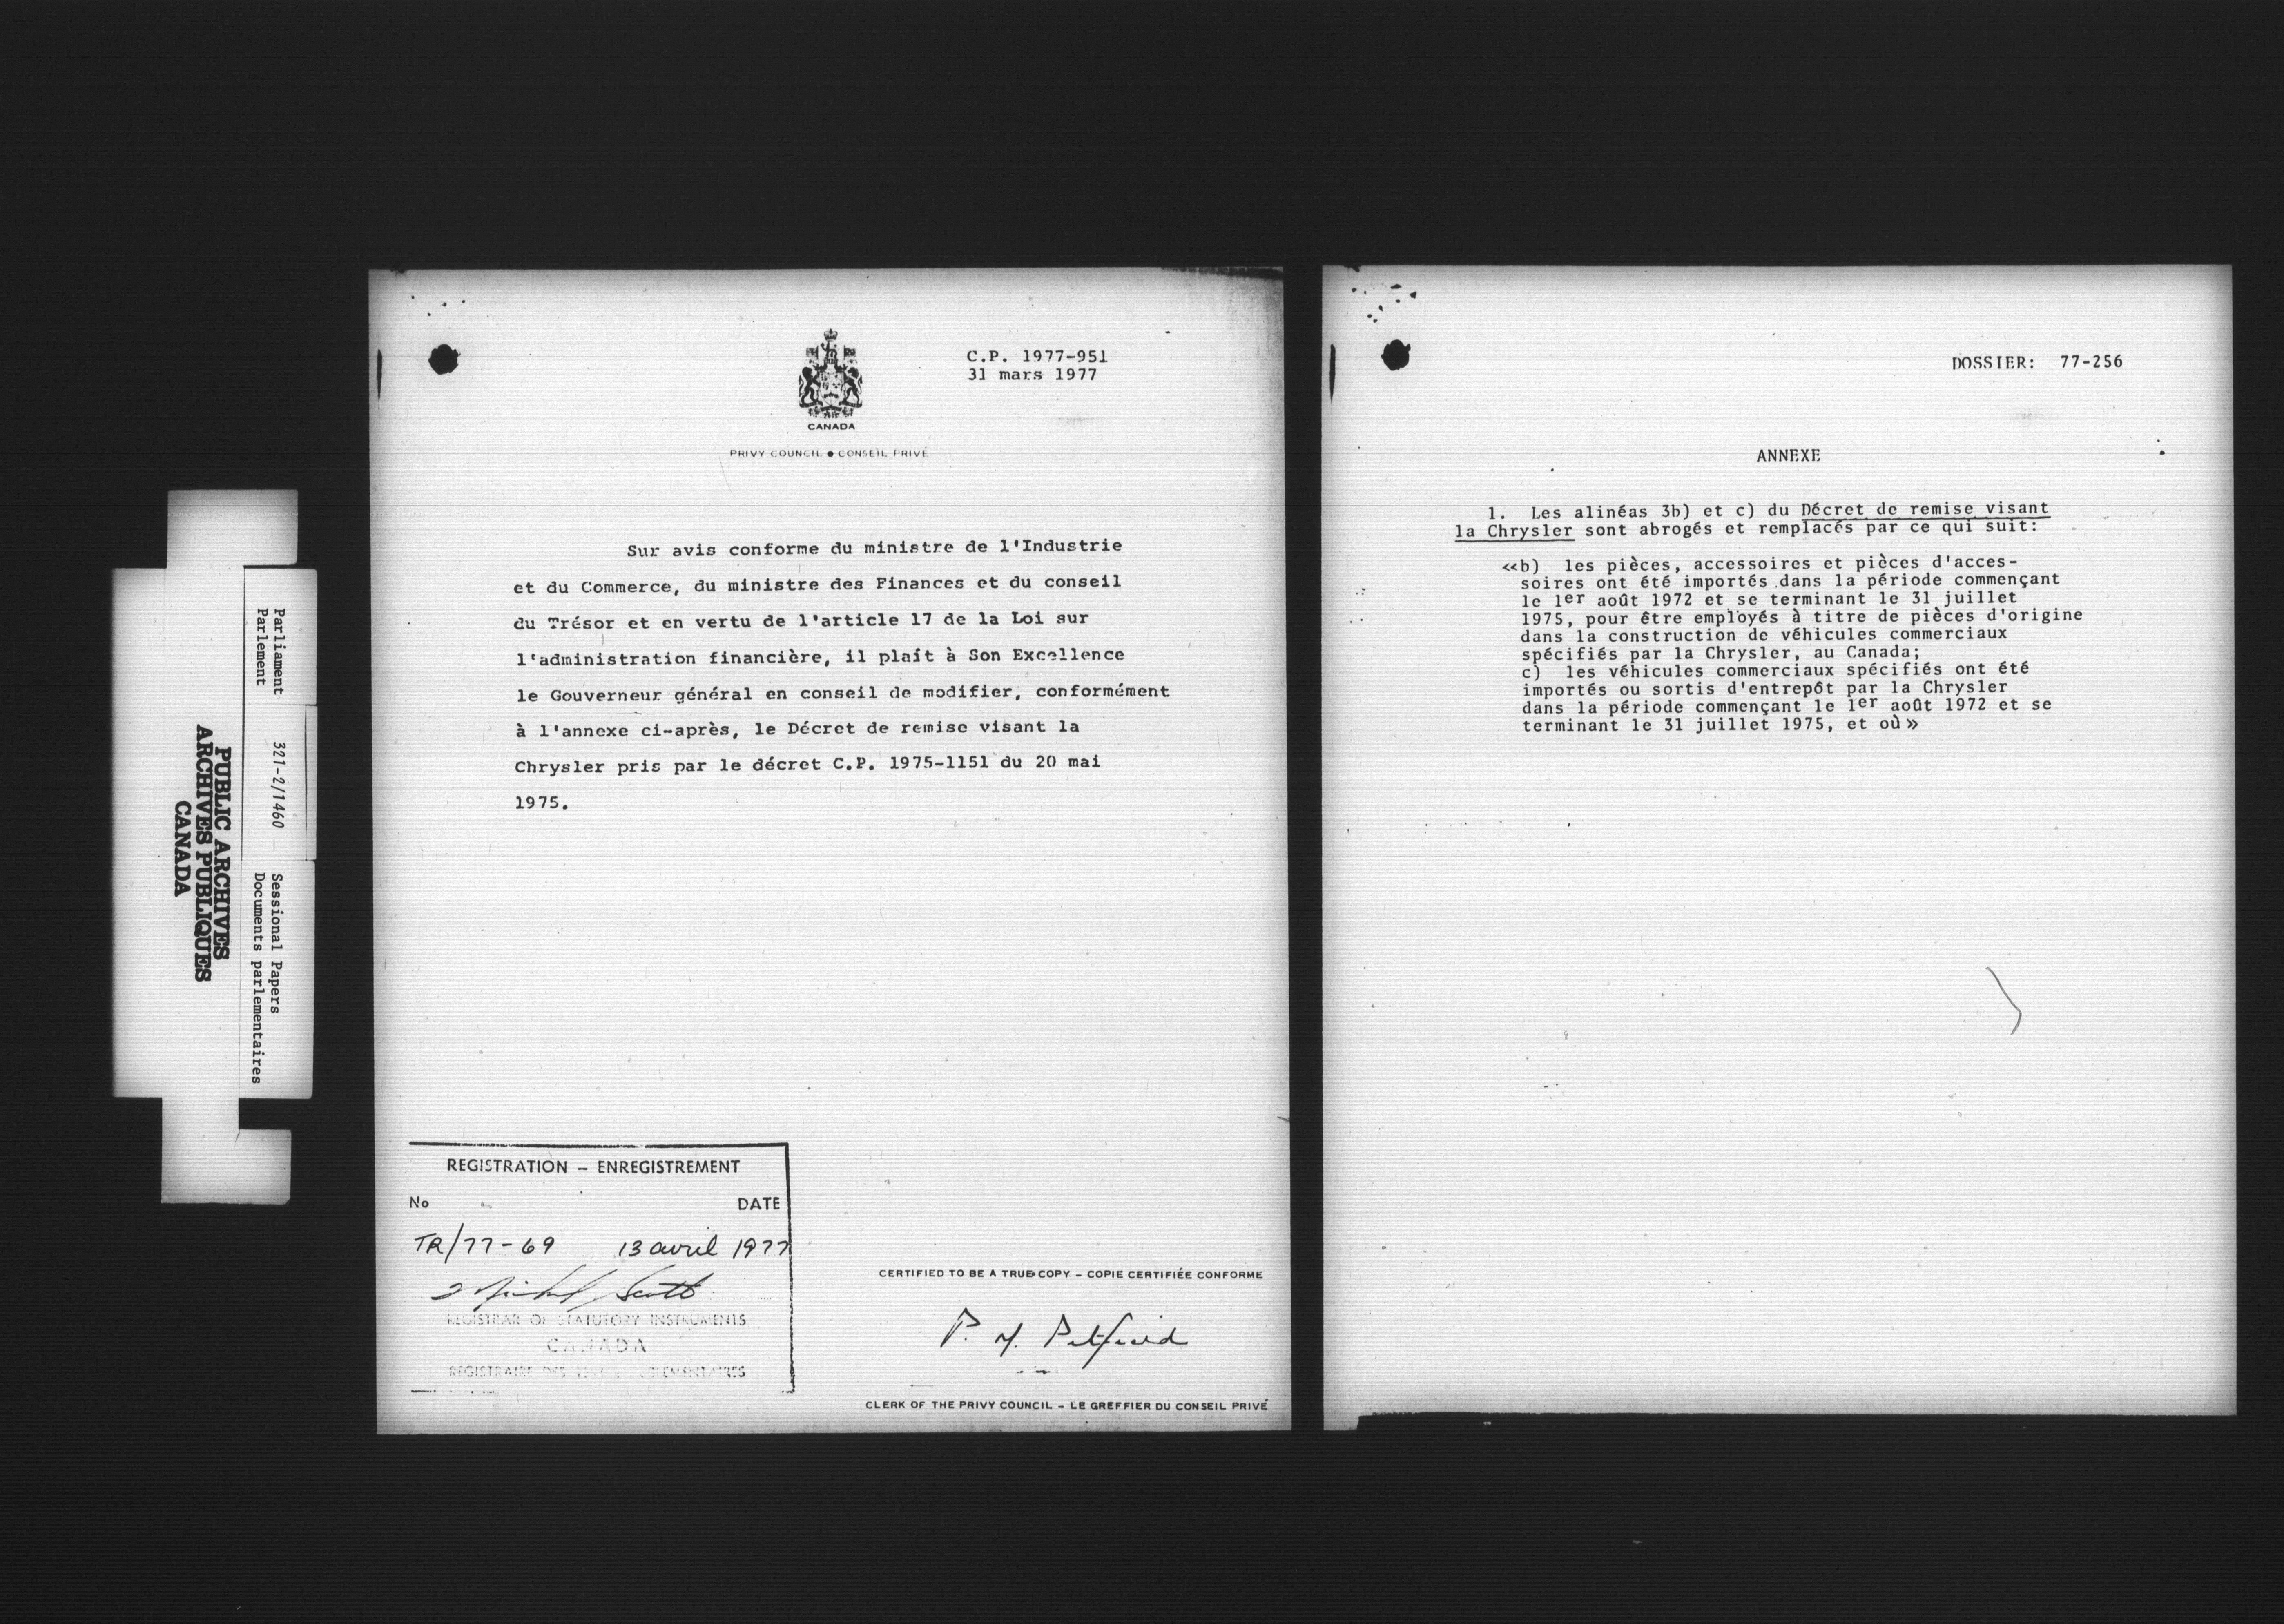 Parliament
Parlement
321-2/1460
Sessional Papers
Documents parlementaires
PUBLIC ARCHIVES
ARCHIVES PUBLIQUES
CANADA
C.P. 1977-951
31 mars 1977
CANADA
PRIVY COUNCIL ● CONSEIL PRIVÉ
Sur avis conforme du ministre de l'Industrie
et du Commerce, du ministre des Finances et du conseil
du Trésor et en vertu de l'article 17 de la Loi sur
l'administration financière, il plaît à Son Excellence
le Gouverneur général en conseil de modifier, conformément
à l'annexe ci-après, le Décret de remise visant la
Chrysler pris par le décret C.P. 1975-1151 du 20 mai
1975.
REGISTRATION – ENREGISTREMENT
No DATE
TR/77-69 13 avril 1977
Scott
REGISTRAR OF STATUTORY INSTRUMENTS
CANADA
REGISTRAIRE DES
CERTIFIED TO BE A TRUE COPY – COPIE CERTIFIÉE CONFORME
P. M. Pitfield
CLERK OF THE PRIVY COUNCIL – LE GREFFIER DU CONSEIL PRIVÉ
DOSSIER: 77-256
ANNEXE
1. Les alinéas 3b) et c) du Décret de remise visant
la Chrysler sont abrogés et remplacés par ce qui suit:
«b) les pièces, accessoires et pièces d'acces-
soires ont été importés dans la période commençant
le 1er août 1972 et se terminant le 31 juillet
1975, pour être employés à titre de pièces d'origine
dans la construction de véhicules commerciaux
spécifiés par la Chrysler, au Canada;
c) les véhicules commerciaux spécifiés ont été
importés ou sortis d'entrepôt par la Chrysler
dans la période commençant le 1er août 1972 et se
terminant le 31 juillet 1975, et où»